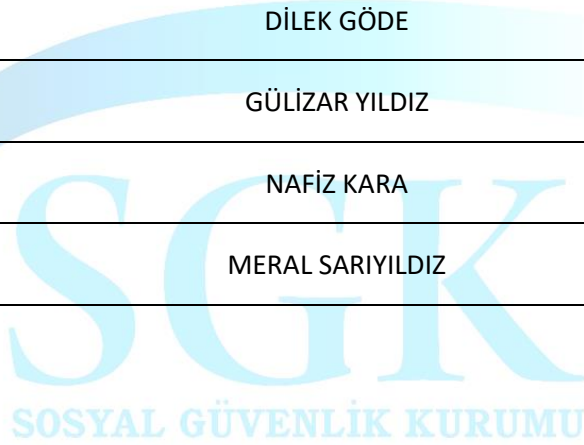 DİLEK GÖDE
GÜLİZAR YILDIZ
NAFİZ KARA
MERAL SARIYILDIZ
SGK
SOSYAL GÜVENLİK KURUMU